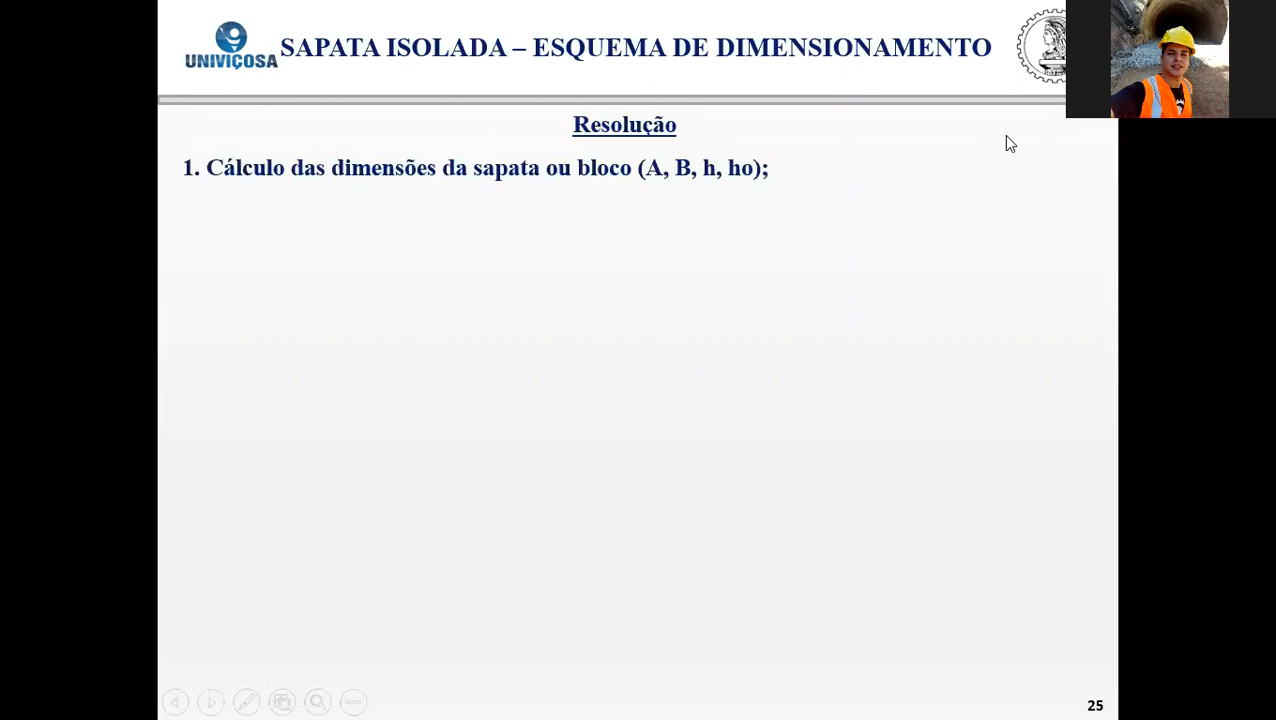 UNIVIÇOSA
SAPATA ISOLADA – ESQUEMA DE DIMENSIONAMENTO
Resolução
1. Cálculo das dimensões da sapata ou bloco (A, B, h, ho);
25